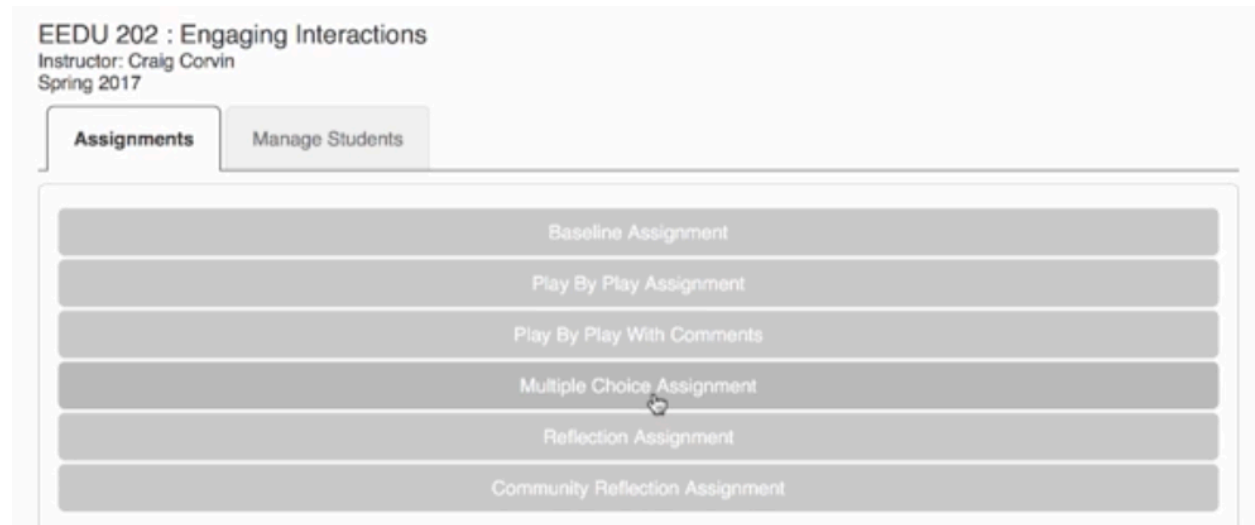 EEDU 202 : Engaging Interactions
Instructor: Craig Corvin
Spring 2017
Assignments
Manage Students
Baseline Assignment
Play By Play Assignment
Play By Play With Comments
Multiple Choice Assignment
Reflection Assignment
Community Reflection Assignment